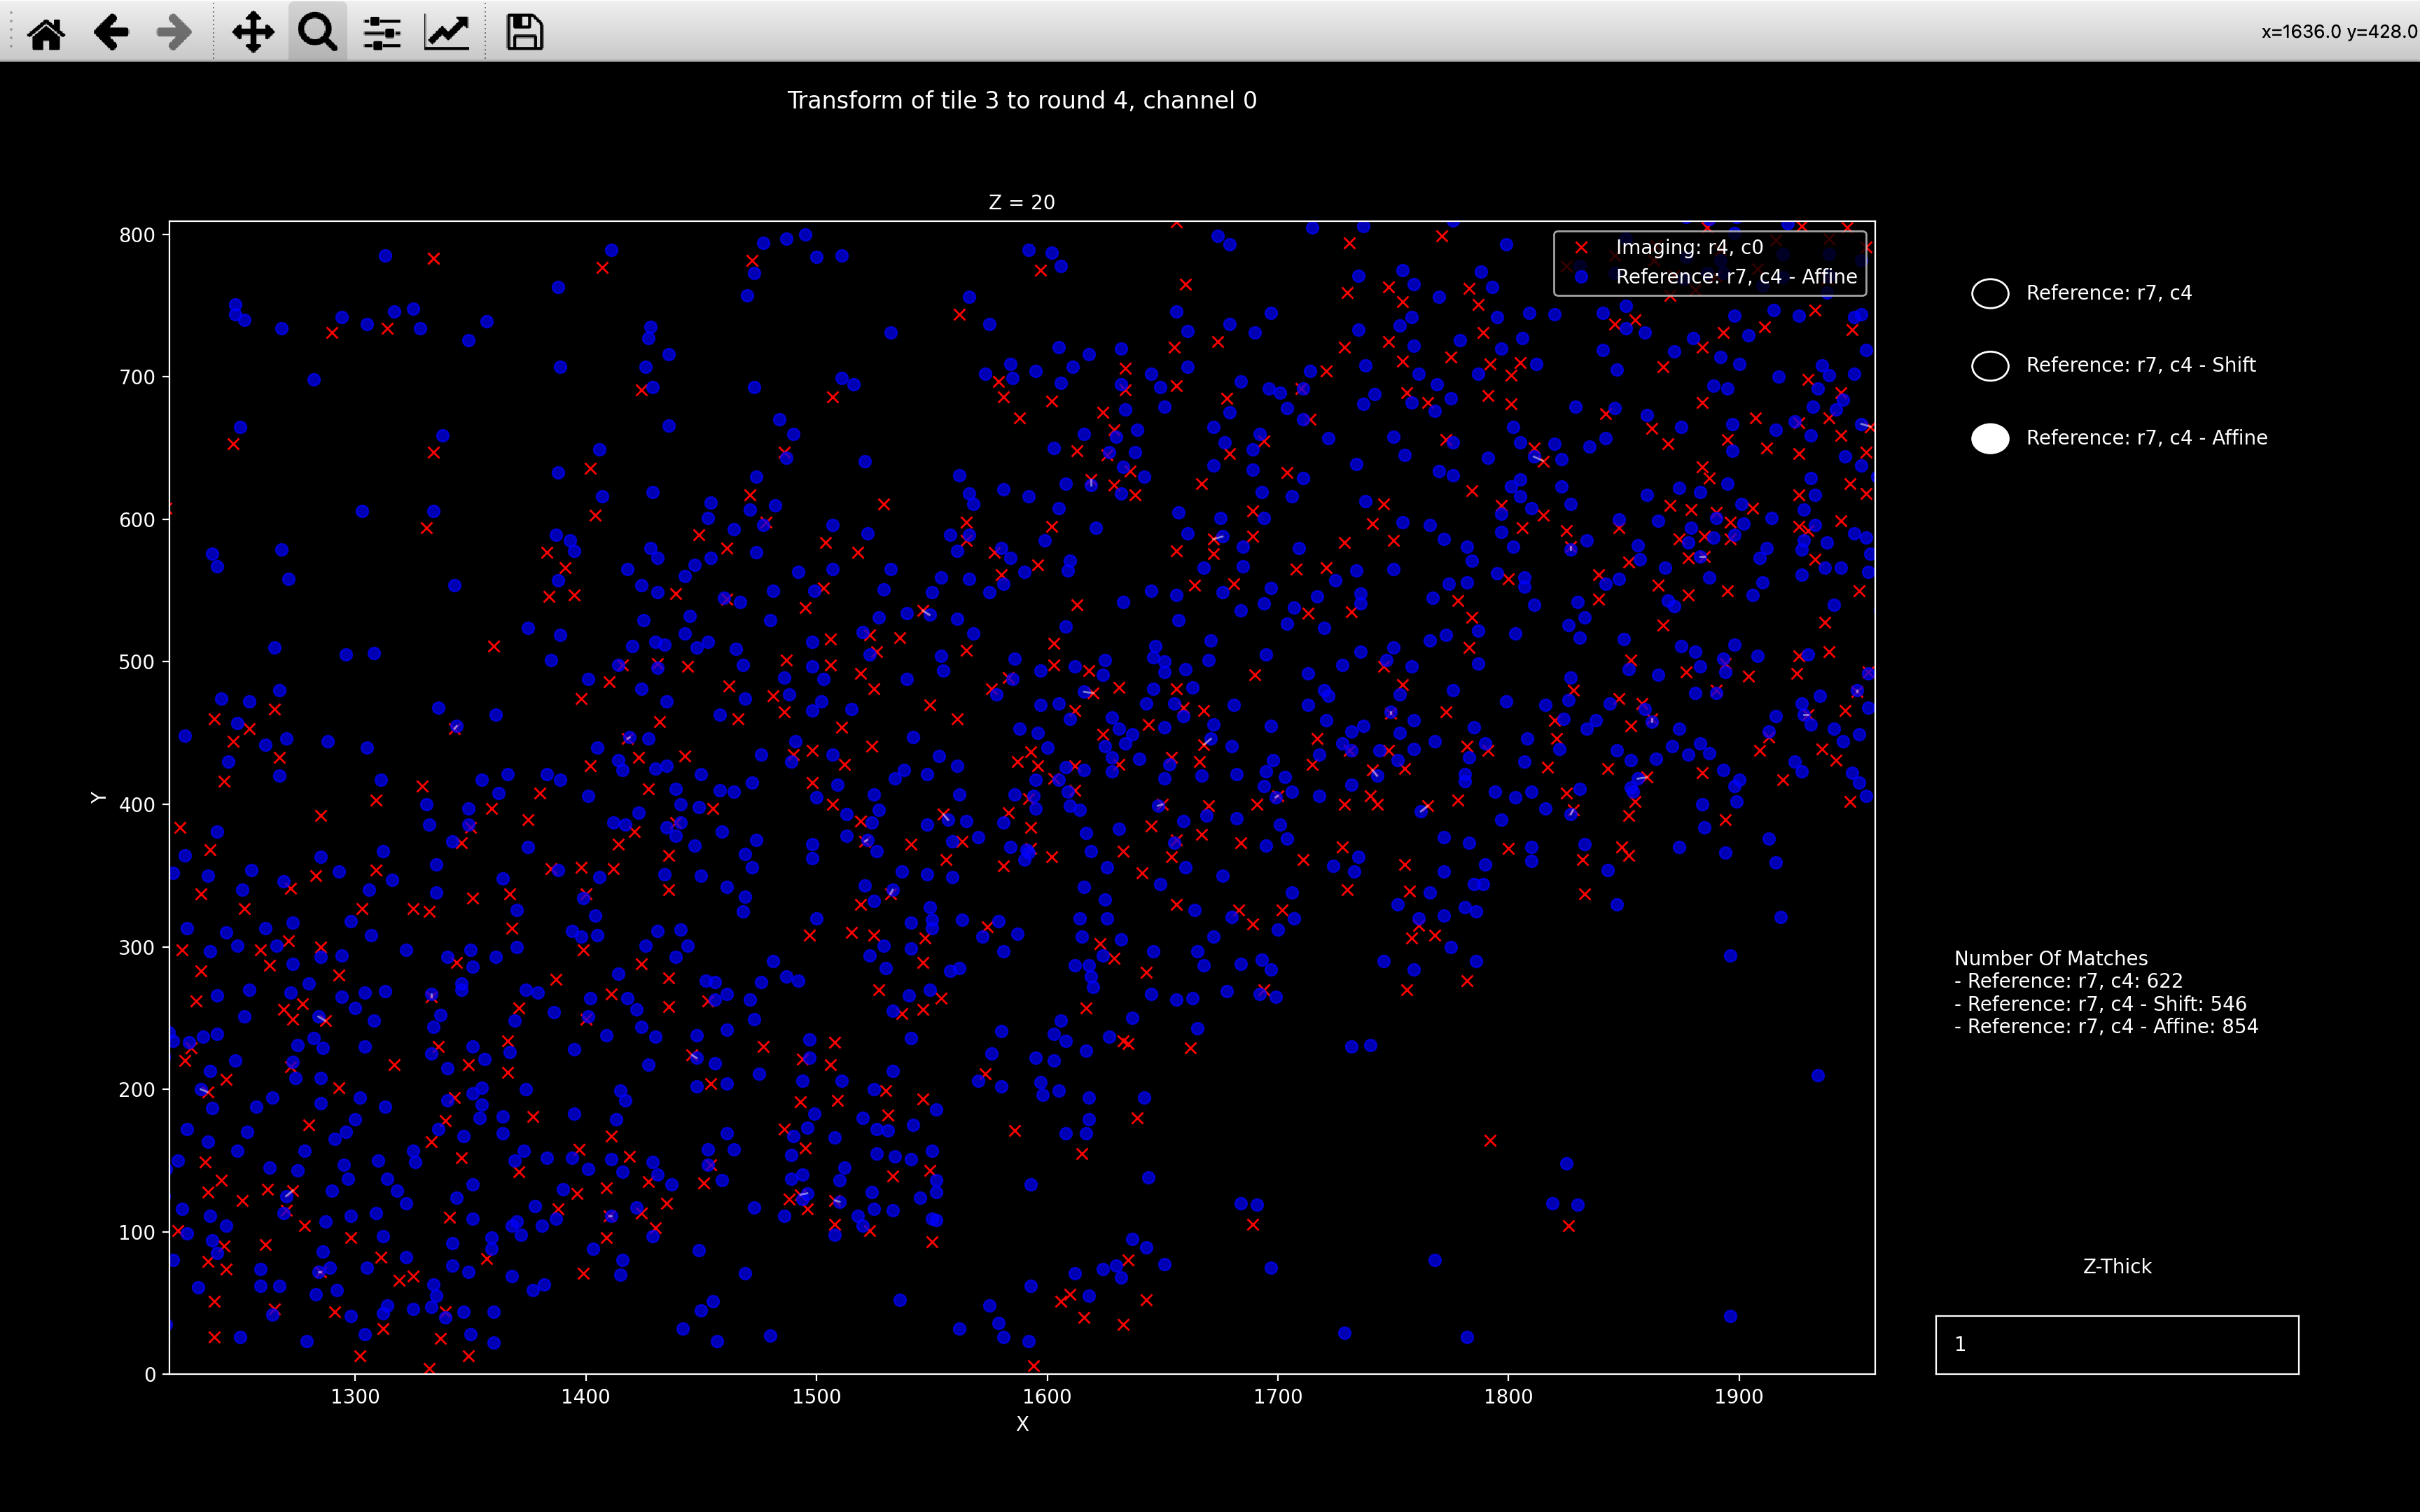 x=1636.0 y=428.0
Transform of tile 3 to round 4, channel 0
Z = 20
Imaging: r4, c0
Reference: r7, c4 - Affine
800
700
600
500
400
300
200
100
0
Y
1300
1400
1500
1600
1700
1800
1900
X
Reference: r7, c4
Reference: r7, c4 - Shift
Reference: r7, c4 - Affine
Number Of Matches
- Reference: r7, c4: 622
- Reference: r7, c4 - Shift: 546
- Reference: r7, c4 - Affine: 854
Z-Thick
1